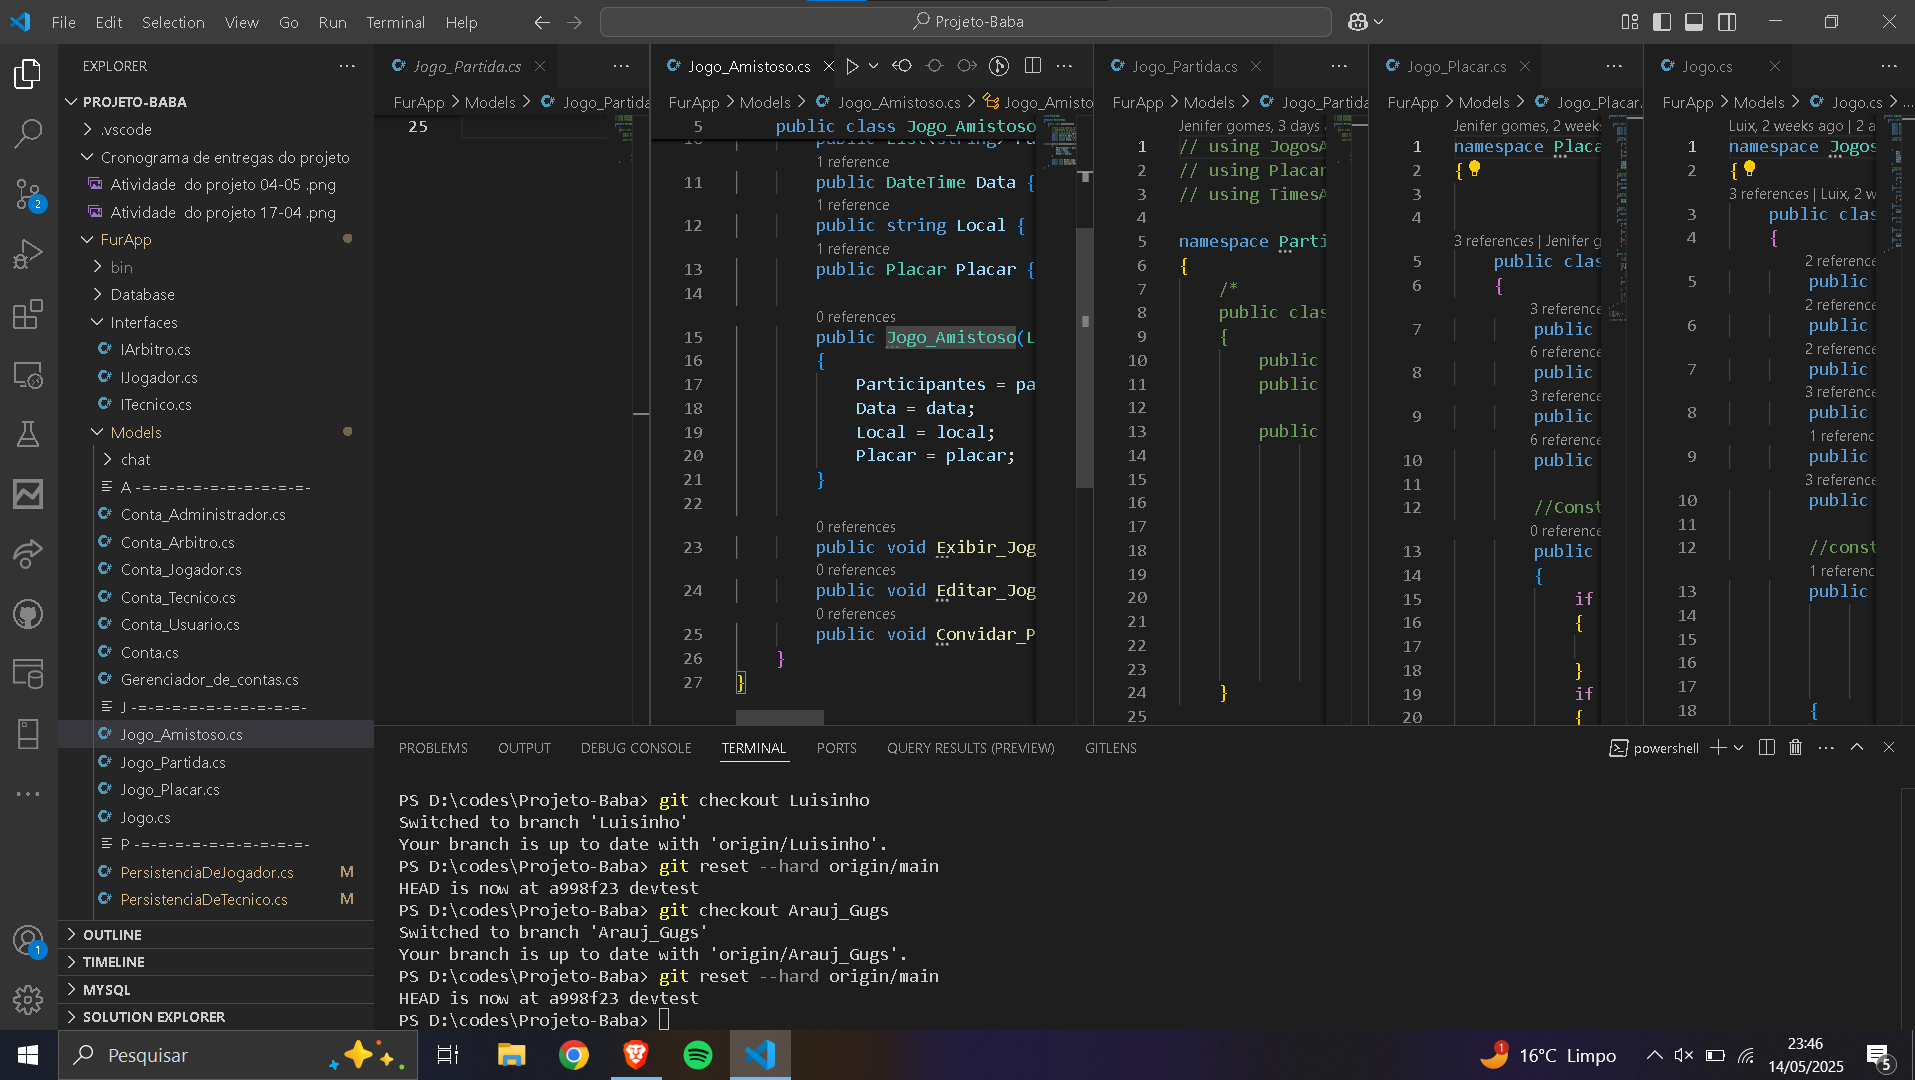 File Edit Selection View Go Run Terminal Help
Projeto-Baba
EXPLORER
PROJETO-BABA
.vscode
Cronograma de entregas do projeto
Atividade do projeto 04-05 .png
Atividade do projeto 17-04 .png
FurApp
bin
Database
Interfaces
IArbitro.cs
IJogador.cs
ITecnico.cs
Models
chat
A -=-=-=-=-=-=-=-=-
Conta_Administrador.cs
Conta_Arbitro.cs
Conta_Jogador.cs
Conta_Tecnico.cs
Conta_Usuario.cs
Conta.cs
Gerenciador_de_contas.cs
J -=-=-=-=-=-=-=-=-
Jogo_Amistoso.cs
Jogo_Partida.cs
Jogo_Placar.cs
Jogo.cs
P -=-=-=-=-=-=-=-=-
PersistenciaDeJogador.cs M
PersistenciaDeTecnico.cs M
OUTLINE
TIMELINE
MYSQL
SOLUTION EXPLORER
2
1
Jogo_Partida.cs
FurApp > Models > Jogo_Partida
25
Jogo_Amistoso.cs
FurApp > Models > Jogo_Amistoso.cs > Jogo_Amisto
5 public class Jogo_Amistoso
1 reference
11 public DateTime Data {
1 reference
12 public string Local {
1 reference
13 public Placar Placar {
14
0 references
15 public Jogo_Amistoso(L
16 {
17 Participantes = pa
18 Data = data;
19 Local = local;
20 Placar = placar;
21 }
22
0 references
23 public void Exibir_Jog
0 references
24 public void Editar_Jog
0 references
25 public void Convidar_P
26 }
27 }
Jogo_Partida.cs
FurApp > Models > Jogo_Partida
Jenifer gomes, 3 days
1 // using JogosA
2 // using Placar
3 // using TimesA
4
5 namespace Parti
6 {
7 /*
8 public clas
9 {
10 public
11 public
12
13 public
14
15
16
17
18
19
20
21
22
23
24 }
25
Jogo_Placar.cs
FurApp > Models > Jogo_Placar.
Jenifer gomes, 2 week
1 namespace Placa
2 {
3
4
3 references | Jenifer g
5 public clas
6 {
3 reference
7 public
6 reference
8 public
3 reference
9 public
6 reference
10 public
11
12 //Const
0 reference
13 public
14 {
15 if
16 {
17
18 }
19 if
20 {
Jogo.cs
FurApp > Models > Jogo.cs > ...
Luix, 2 weeks ago | 2 a
1 namespace Jogos
2 {
3 references | Luix, 2 w
3 public clas
4 {
2 reference
5 public
2 reference
6 public
2 reference
7 public
3 reference
8 public
1 referenc
9 public
3 reference
10 public
11
12 //const
1 referenc
13 public
14
15
16
17
18 {
PROBLEMS OUTPUT DEBUG CONSOLE TERMINAL PORTS QUERY RESULTS (PREVIEW) GITLENS
powershell
PS D:\codes\Projeto-Baba> git checkout Luisinho
Switched to branch 'Luisinho'
Your branch is up to date with 'origin/Luisinho'.
PS D:\codes\Projeto-Baba> git reset --hard origin/main
HEAD is now at a998f23 devtest
PS D:\codes\Projeto-Baba> git checkout Arauj_Gugs
Switched to branch 'Arauj_Gugs'
Your branch is up to date with 'origin/Arauj_Gugs'.
PS D:\codes\Projeto-Baba> git reset --hard origin/main
HEAD is now at a998f23 devtest
PS D:\codes\Projeto-Baba>
Pesquisar
1
16°C Limpo
23:46
14/05/2025
5